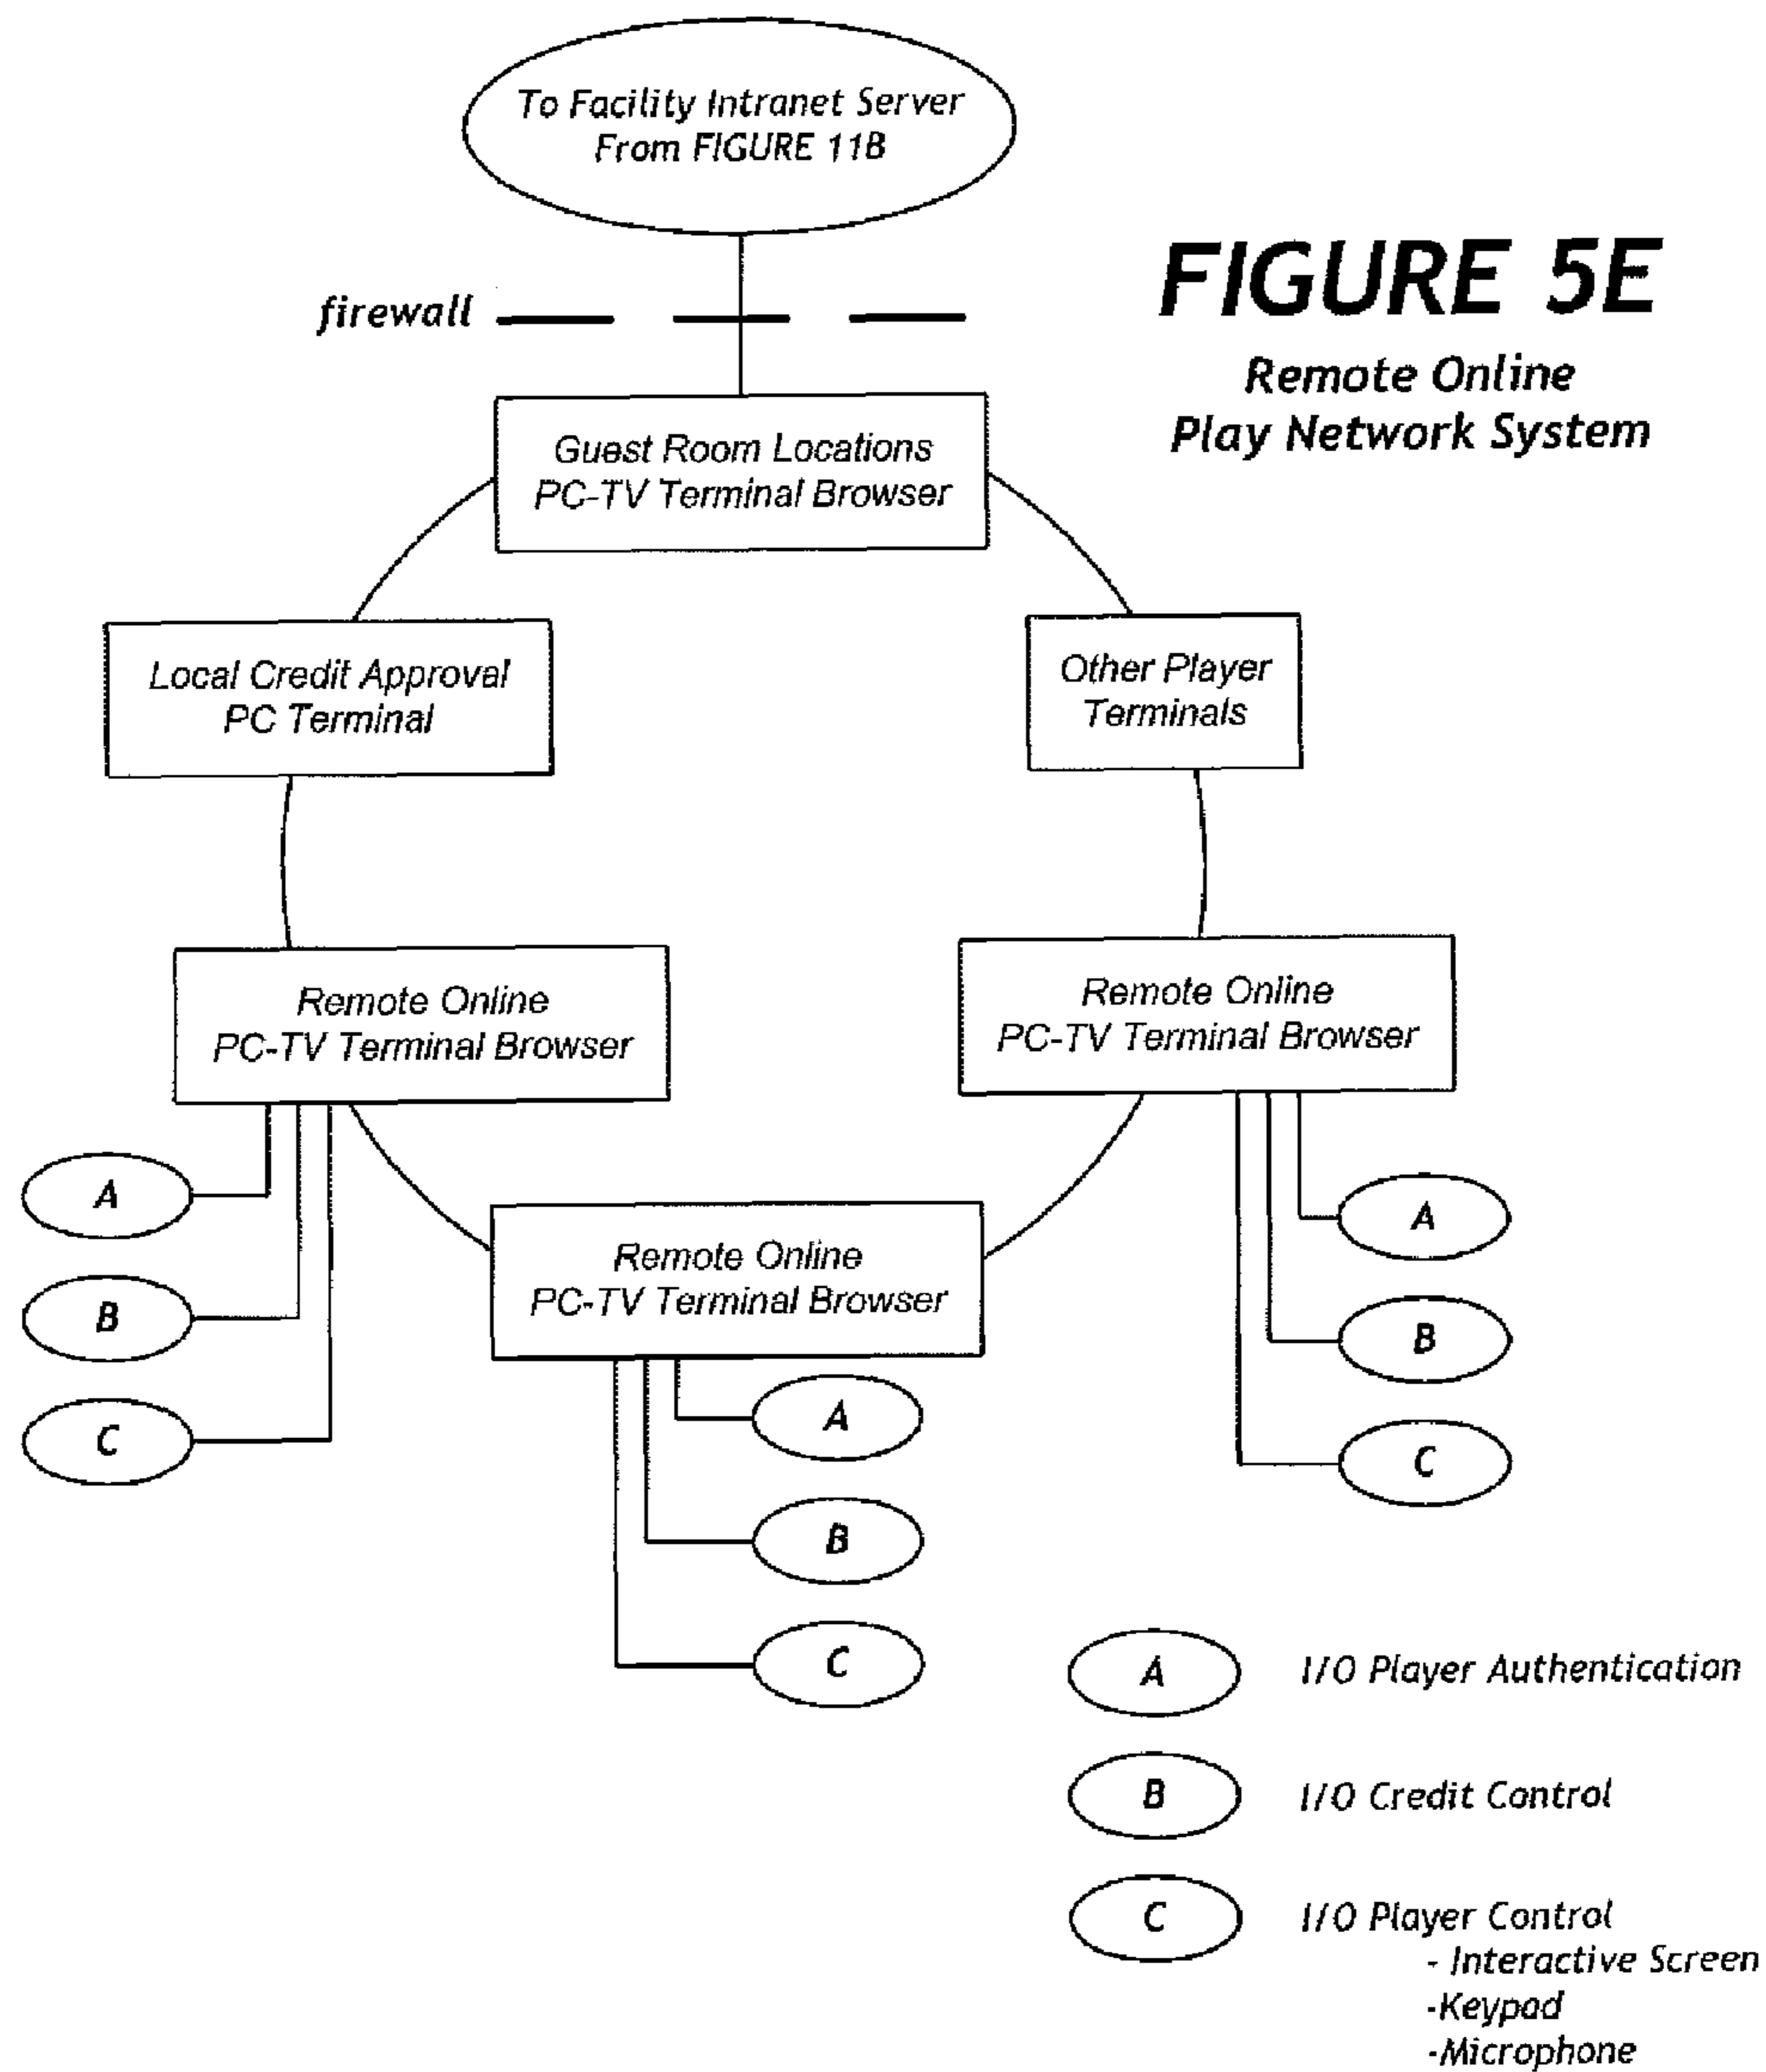 To Facility Intranet Server
From FIGURE 11B
FIGURE 5E
Remote Online
Play Network System
firewall
Guest Room Locations
PC-TV Terminal Browser
Local Credit Approval
PC Terminal
Other Player
Terminals
Remote Online
PC-TV Terminal Browser
Remote Online
PC-TV Terminal Browser
A
B
C
Remote Online
PC-TV Terminal Browser
A
B
C
A
B
C
A I/O Player Authentication
B I/O Credit Control
C I/O Player Control
- Interactive Screen
-Keypad
-Microphone